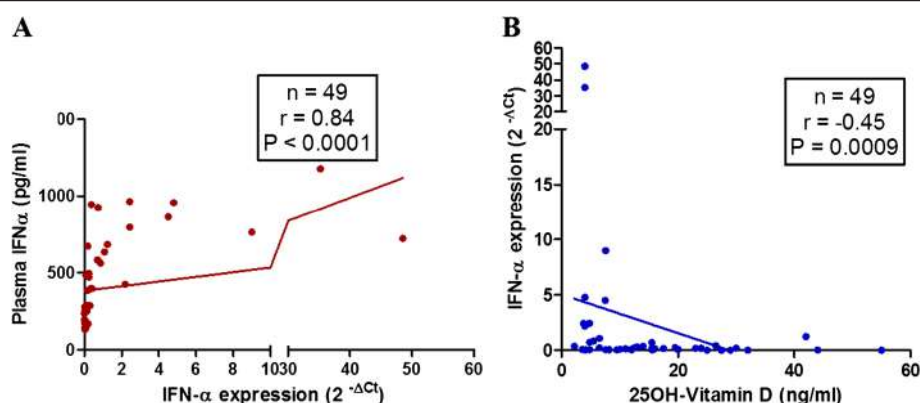 A
n = 49
r = 0.84
P < 0.0001
00
1000
500
0
Plasma IFNα (pg/ml)
0 2 4 6 8 10 30 40 50 60
IFN-α expression (2 -ΔCt)
B
n = 49
r = -0.45
P = 0.0009
60
50
40
30
20
20
15
10
5
0
IFN-α expression (2 -ΔCt)
0 20 40 60
25OH-Vitamin D (ng/ml)